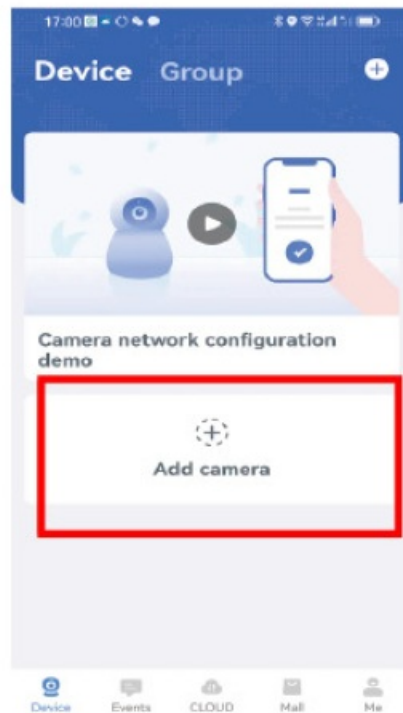 17:00
Device Group
Camera network configuration
demo
Add camera
Device Events CLOUD Mall Me